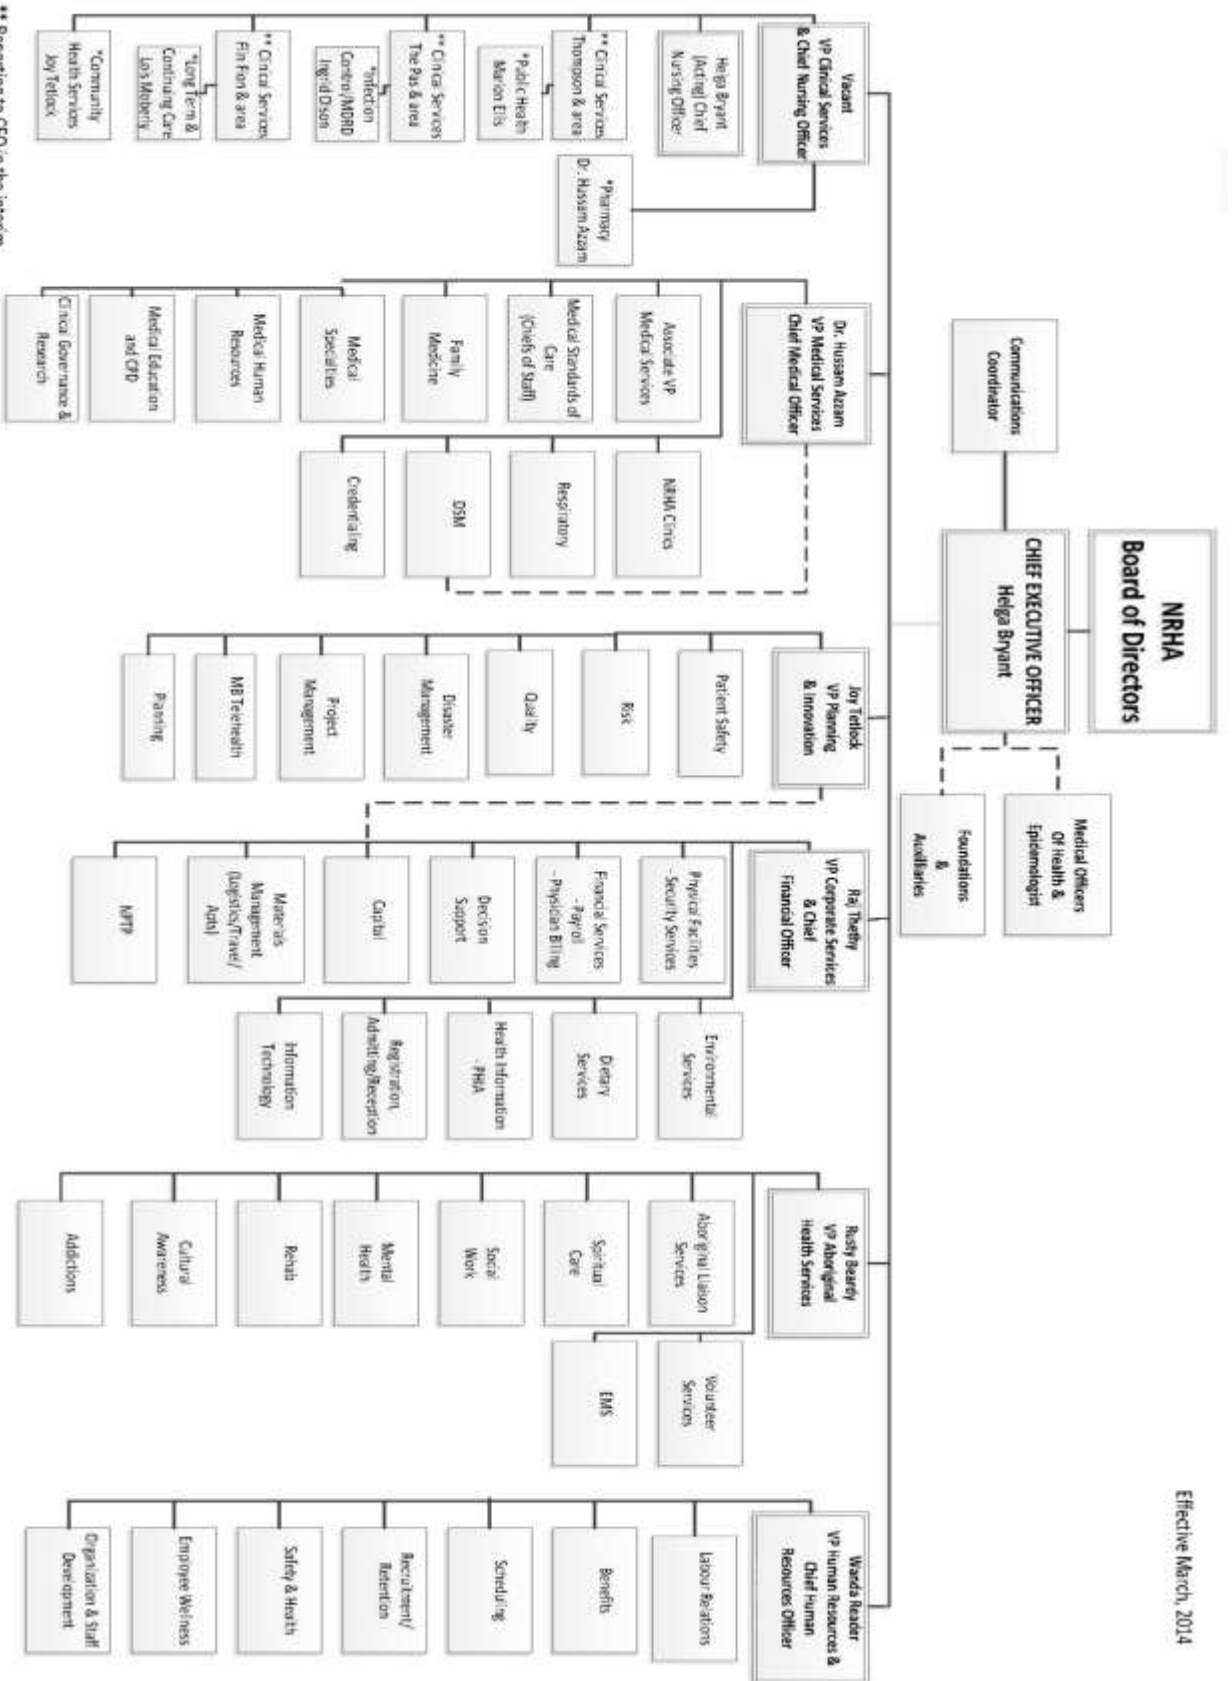 Effective March, 2014
NRHA
Board of Directors
CHIEF EXECUTIVE OFFICER
Helga Bryant
Communications
Coordinator
Medical Officers
Of Health &
Epidemologist
Foundations
&
Auxilliaries
Vacant
VP Clinical Services
& Chief Nursing Officer
Helga Bryant
(Acting) Chief
Nursing Officer
** Clinical Services
Thompson & area
*Public Health
Marion Ellis
** Clinical Services
The Pas & area
*Infection
Control/MDRD
Ingrid Olson
** Clinical Services
Flin Flon & area
*Long Term &
Continuing Care
Lois Moberly
*Community
Health Services
Joy Tetlock
*Pharmacy
Dr. Hussam Azzam
Dr. Hussam Azzam
VP Medical Services
Chief Medical Officer
Associate VP
Medical Services
Medical Standards of
Care
(Chiefs of Staff)
Family
Medicine
Medical
Specialties
Medical Human
Resources
Medical Education
and CPD
Clinical Governance &
Research
NRHA Clinics
Respiratory
DSM
Credentialing
Joy Tetlock
VP Planning
& Innovation
Patient Safety
Risk
Quality
Disaster
Management
Project
Management
MB Telehealth
Planning
Raj Thethy
VP Corporate Services
& Chief
Financial Officer
Physical Facilities
- Security Services
Financial Services
- Payroll
- Physician Billing
Decision
Support
Capital
Materials
Management
(Logistics/Travel/
Apts)
NPTP
Environmental
Services
Dietary
Services
Health Information
- PHIA
Registration,
Admitting/Reception
Information
Technology
Rusty Beardy
VP Aboriginal
Health Services
Aboriginal Liaison
Services
Spiritual
Care
Social
Work
Mental
Health
Rehab
Cultural
Awareness
Addictions
Volunteer
Services
EMS
Wanda Reader
VP Human Resources &
Chief Human
Resources Officer
Labour Relations
Benefits
Scheduling
Recruitment/
Retention
Safety & Health
Employee Wellness
Organization & Staff
Development
** Reporting to CEO in the interim